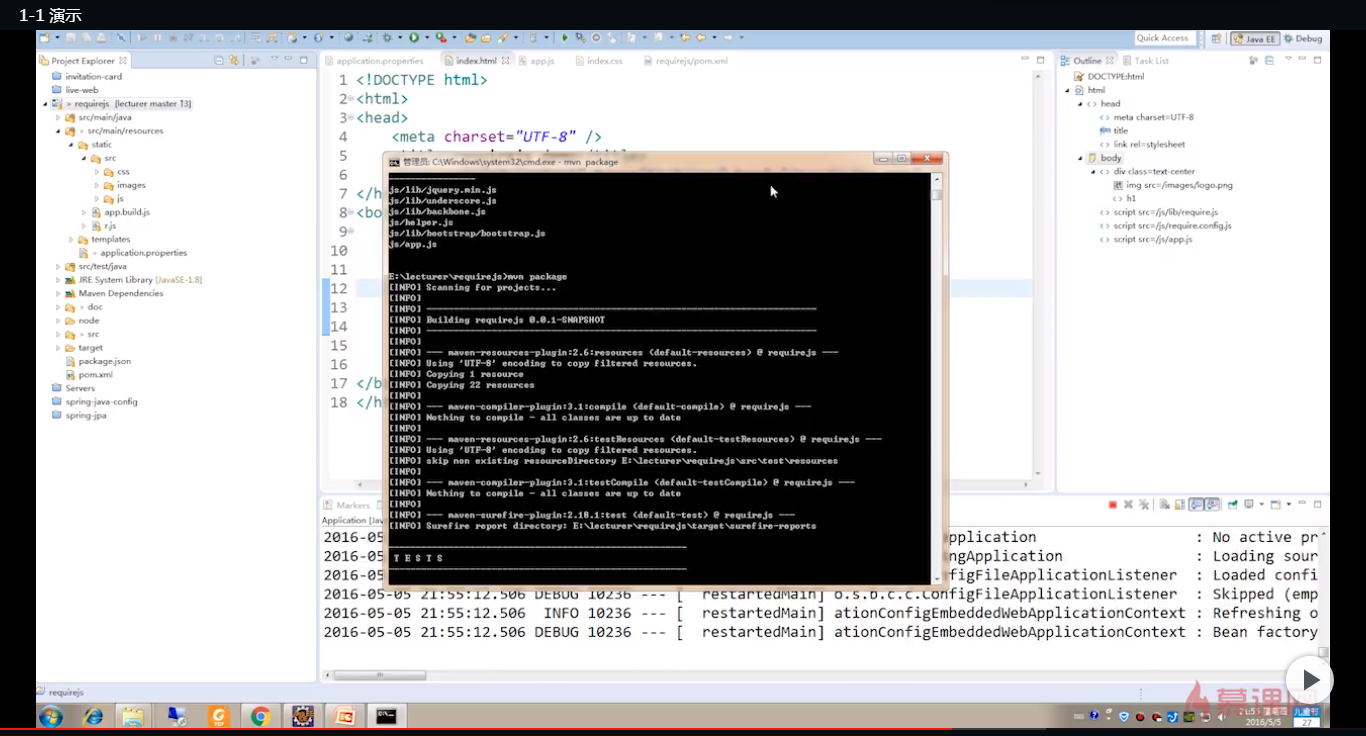 1-1 演示
Quick Access
Java EE
Debug
Project Explorer
invitation-card
live-web
> requirejs [lecturer master ↑3]
src/main/java
> src/main/resources
static
src
css
images
js
app.build.js
r.js
templates
> application.properties
src/test/java
JRE System Library [JavaSE-1.8]
Maven Dependencies
> doc
node
> src
target
package.json
pom.xml
Servers
spring-java-config
spring-jpa
application.properties
index.html
app.js
index.css
requirejs/pom.xml
1 <!DOCTYPE html>
2 <html>
3 <head>
4 <meta charset="UTF-8" />
5
6
7 </h
8 <bo
9
10
11
12
13
14
15
16
17 </b
18 </h
管理员: C:\Windows\system32\cmd.exe - mvn package
js/lib/jquery.min.js
js/lib/underscore.js
js/lib/backbone.js
js/helper.js
js/lib/bootstrap/bootstrap.js
js/app.js
E:\lecturer\requirejs>mvn package
[INFO] Scanning for projects...
[INFO]
[INFO] ------------------------------------------------------------------------
[INFO] Building requirejs 0.0.1-SNAPSHOT
[INFO] ------------------------------------------------------------------------
[INFO]
[INFO] --- maven-resources-plugin:2.6:resources (default-resources) @ requirejs ---
[INFO] Using 'UTF-8' encoding to copy filtered resources.
[INFO] Copying 1 resource
[INFO] Copying 22 resources
[INFO]
[INFO] --- maven-compiler-plugin:3.1:compile (default-compile) @ requirejs ---
[INFO] Nothing to compile - all classes are up to date
[INFO]
[INFO] --- maven-resources-plugin:2.6:testResources (default-testResources) @ requirejs ---
[INFO] Using 'UTF-8' encoding to copy filtered resources.
[INFO] skip non existing resourceDirectory E:\lecturer\requirejs\src\test\resources
[INFO]
[INFO] --- maven-compiler-plugin:3.1:testCompile (default-testCompile) @ requirejs ---
[INFO] Nothing to compile - all classes are up to date
[INFO]
[INFO] --- maven-surefire-plugin:2.18.1:test (default-test) @ requirejs ---
[INFO] Surefire report directory: E:\lecturer\requirejs\target\surefire-reports
-------------------------------------------------------
T E S T S
-------------------------------------------------------
Outline
Task List
DOCTYPE:html
html
head
meta charset=UTF-8
title
link rel=stylesheet
body
div class=text-center
img src=/images/logo.png
h1
script src=/js/lib/require.js
script src=/js/require.config.js
script src=/js/app.js
Markers
Application [Jav
2016-05 pplication : No active pr
2016-05 ngApplication : Loading sour
2016-05 figFileApplicationListener : Loaded confi
2016-05-05 21:55:12.506 DEBUG 10236 --- [ restartedMain] o.s.b.c.c.ConfigFileApplicationListener : Skipped (emp
2016-05-05 21:55:12.506 INFO 10236 --- [ restartedMain] ationConfigEmbeddedWebApplicationContext : Refreshing o
2016-05-05 21:55:12.506 DEBUG 10236 --- [ restartedMain] ationConfigEmbeddedWebApplicationContext : Bean factory
requirejs
慕课网
2016/5/5
儿童节
27